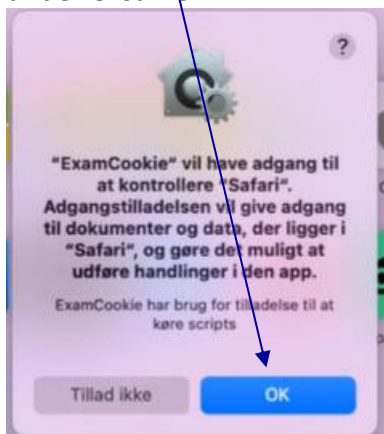 ?
"ExamCookie" vil have adgang til
at kontrollere "Safari".
Adgangstilladelsen vil give adgang
til dokumenter og data, der ligger i
"Safari", og gøre det muligt at
udføre handlinger i den app.
ExamCookie har brug for tilladelse til at
køre scripts
Tillad ikke OK